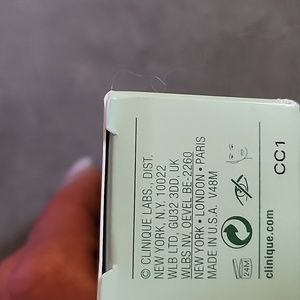 © CLINIQUE LABS., DIST.
NEW YORK, N.Y. 10022
WLB LTD, GU32 3DD, UK
WLBS NV, OEVEL BE-2260
NEW YORK • LONDON • PARIS
MADE IN U.S.A. V48M
24M
clinique.com
CC1